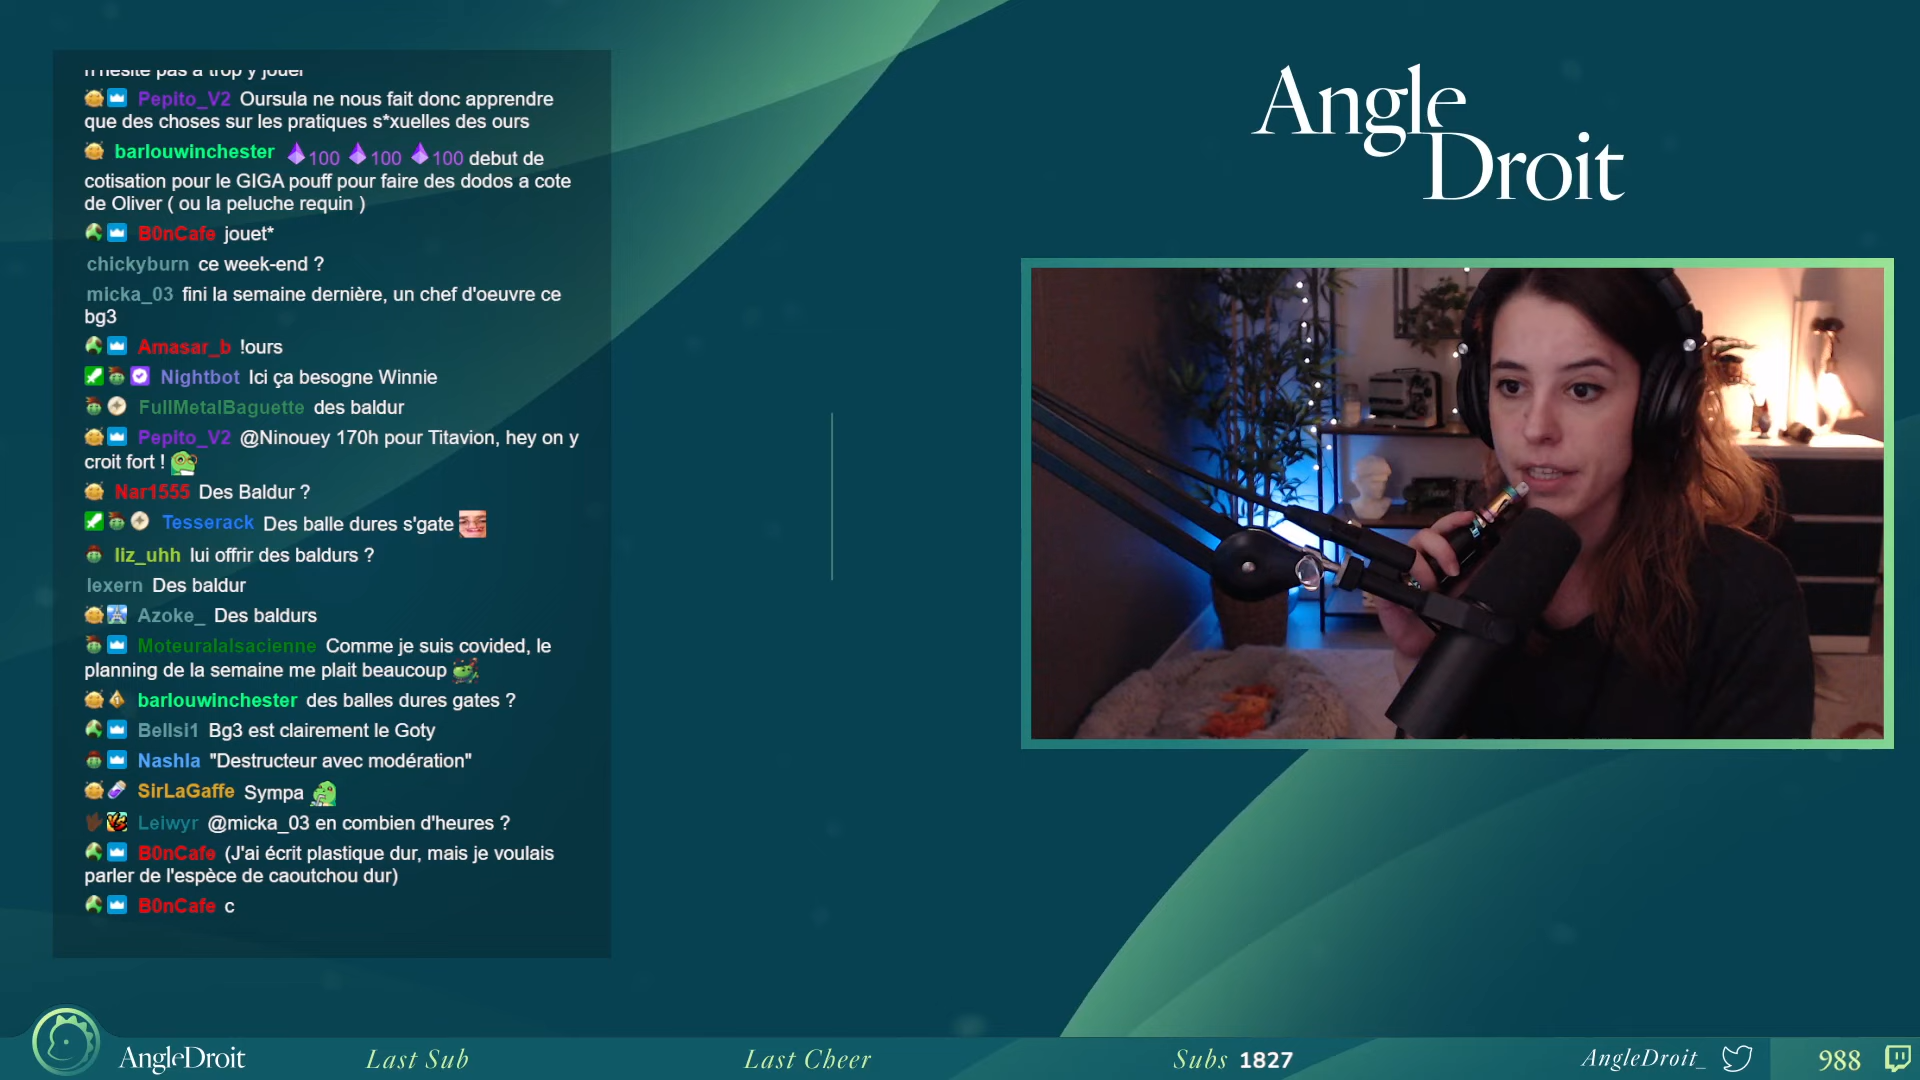 n'hésite pas à trop y jouer
Pepito_V2 Oursula ne nous fait donc apprendre
que des choses sur les pratiques s*xuelles des ours
barlouwinchester 100 100 100 debut de
cotisation pour le GIGA pouff pour faire des dodos a cote
de Oliver ( ou la peluche requin )
B0nCafe jouet*
chickyburn ce week-end ?
micka_03 fini la semaine dernière, un chef d'oeuvre ce
bg3
Amasar_b !ours
Nightbot Ici ça besogne Winnie
FullMetalBaguette des baldur
Pepito_V2 @Ninouey 170h pour Titavion, hey on y
croit fort !
Nar1555 Des Baldur ?
Tesserack Des balle dures s'gate
liz_uhh lui offrir des baldurs ?
lexern Des baldur
Azoke_ Des baldurs
Moteuralalsacienne Comme je suis covided, le
planning de la semaine me plait beaucoup
barlouwinchester des balles dures gates ?
Bellsi1 Bg3 est clairement le Goty
Nashla "Destructeur avec modération"
SirLaGaffe Sympa
Leiwyr @micka_03 en combien d'heures ?
B0nCafe (J'ai écrit plastique dur, mais je voulais
parler de l'espèce de caoutchou dur)
B0nCafe c
Angle
Droit
AngleDroit
Last Sub
Last Cheer
Subs 1827
AngleDroit_
988